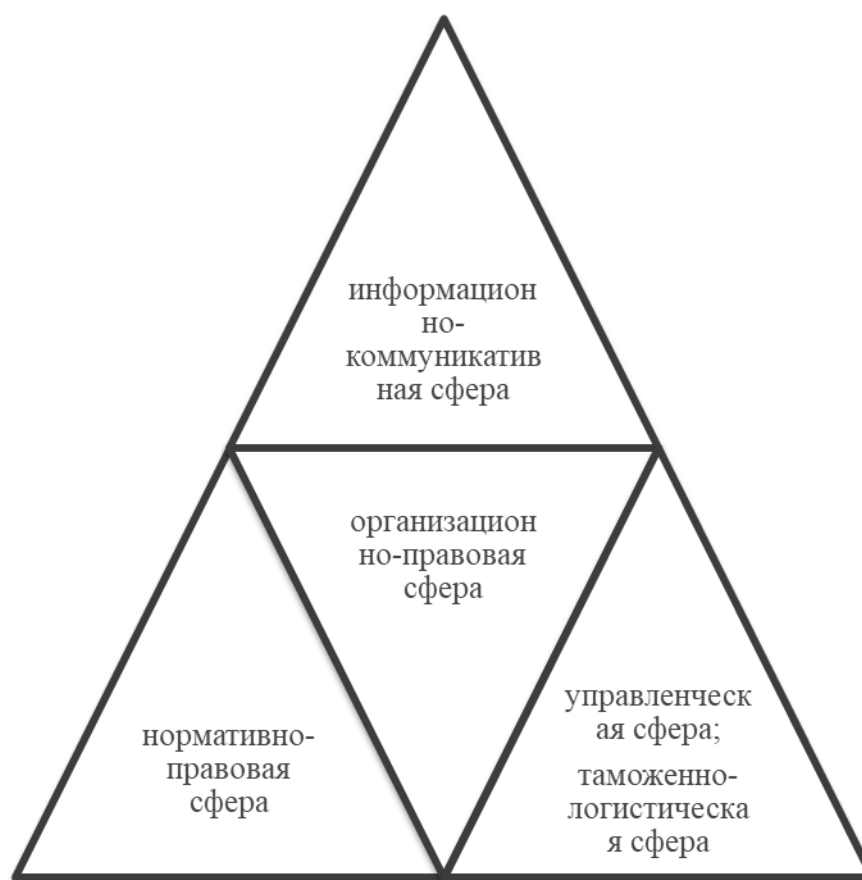 информацион
но-
коммуникатив
ная сфера
организацион
но-правовая
сфера
нормативно-
правовая
сфера
управленческ
ая сфера;
таможенно-
логистическа
я сфера